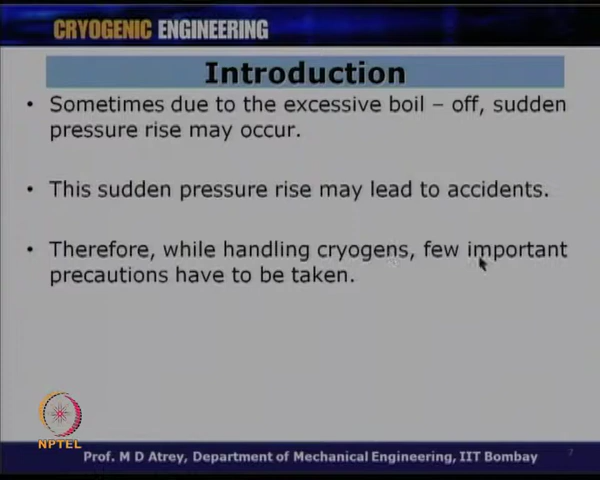 CRYOGENIC ENGINEERING
Introduction
• Sometimes due to the excessive boil – off, sudden
pressure rise may occur.
• This sudden pressure rise may lead to accidents.
• Therefore, while handling cryogens, few important
precautions have to be taken.
NPTEL
Prof. M D Atrey, Department of Mechanical Engineering, IIT Bombay
7